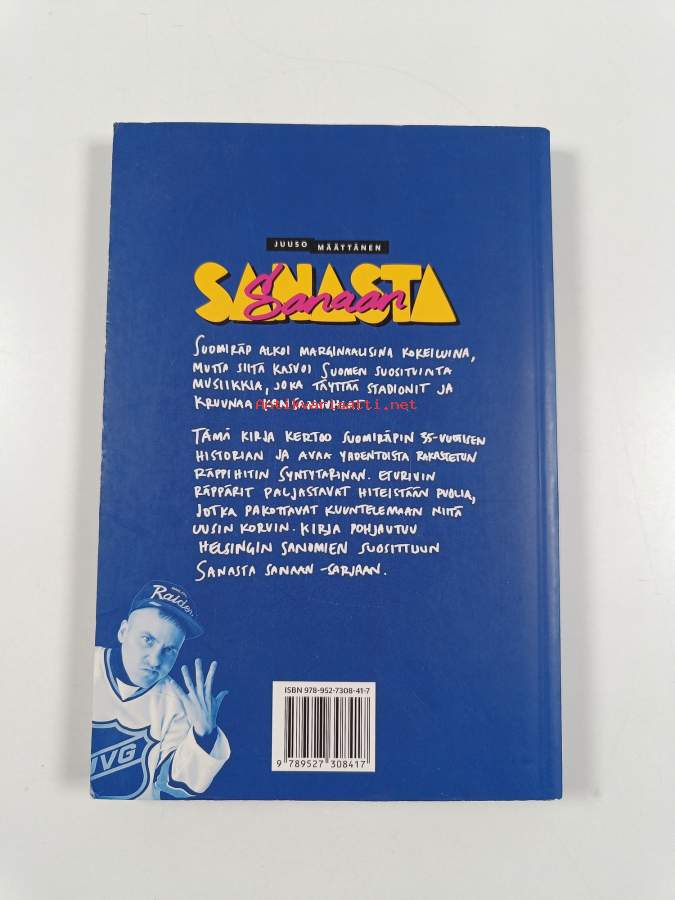 JUUSO MÄÄTTÄNEN
SANASTA
Sanaan
SUOMIRÄP ALKOI MARGINAALISINA KOKEILUINA,
MUTTA SIITÄ KASVOI SUOMEN SUOSITUINTA
MUSIIKKIA, JOKA TÄYTTÄÄ STADIONIT JA
KRUUNAA KANSANJUHLAT.
Antikvariaatti.net
TÄMÄ KIRJA KERTOO SUOMIRÄPIN 35-VUOTISEN
HISTORIAN JA AVAA YHDENTOISTA RAKASTETUN
RÄPPIHITIN SYNTYTARINAN. ETURIVIN
RÄPPÄRIT PALJASTAVAT HITEISTÄÄN PUOLIA,
JOTKA PAKOTTAVAT KUUNTELEMAAN NIITÄ
UUSIN KORVIN. KIRJA POHJAUTUU
HELSINGIN SANOMIEN SUOSITTUUN
SANASTA SANAAN -SARJAAN.
Raiders
JVG
ISBN 978-952-7308-41-7
9 789527 308417